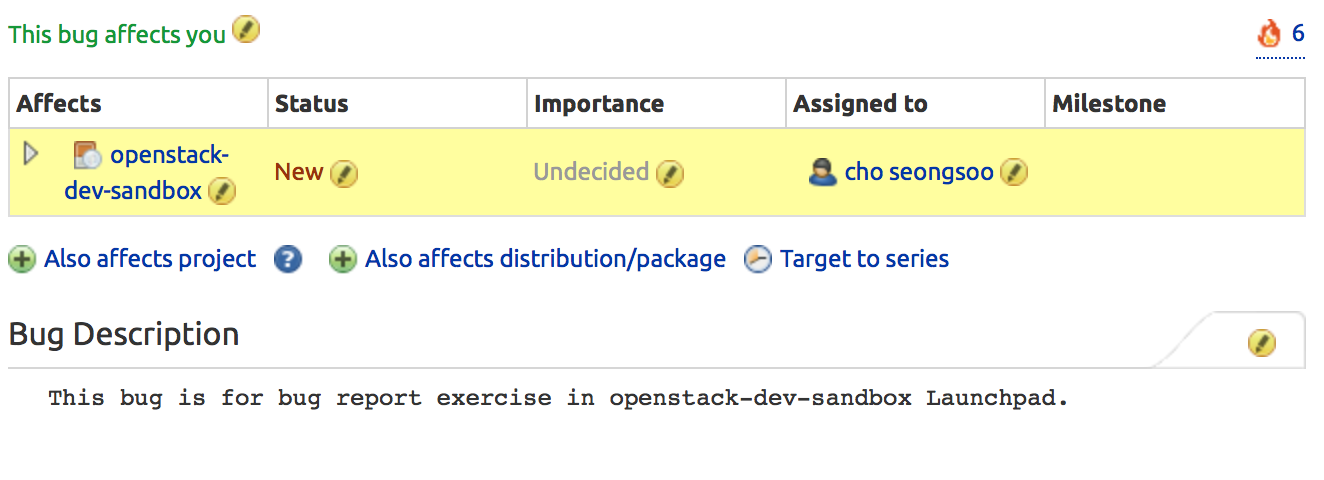 This bug affects you
6
Affects Status Importance Assigned to Milestone
openstack-
dev-sandbox
New Undecided cho seongsoo
Also affects project ? Also affects distribution/package Target to series
Bug Description
This bug is for bug report exercise in openstack-dev-sandbox Launchpad.